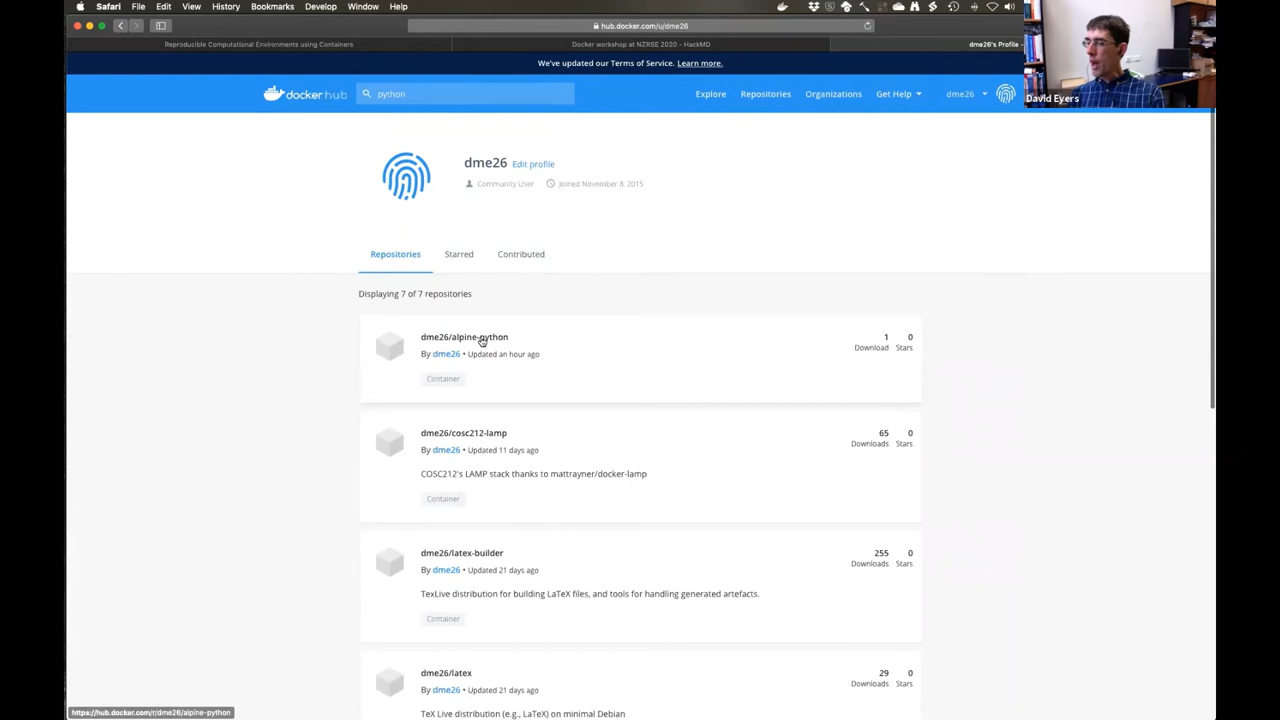 Safari File Edit View History Bookmarks Develop Window Help
hub.docker.com/u/dme26
Reproducible Computational Environments using Containers
Docker workshop at NZRSE 2020 - HackMD
dme26's Profile -
We've updated our Terms of Service. Learn more.
docker hub
python
Explore Repositories Organizations Get Help dme26
David Eyers
dme26 Edit profile
Community User Joined November 8, 2015
Repositories Starred Contributed
Displaying 7 of 7 repositories
dme26/alpine-python
1 0
By dme26 • Updated an hour ago
Download Stars
Container
dme26/cosc212-lamp
65 0
By dme26 • Updated 11 days ago
Downloads Stars
COSC212's LAMP stack thanks to mattrayner/docker-lamp
Container
dme26/latex-builder
255 0
By dme26 • Updated 21 days ago
Downloads Stars
TexLive distribution for building LaTeX files, and tools for handling generated artefacts.
Container
dme26/latex
29 0
By dme26 • Updated 21 days ago
Downloads Stars
TeX Live distribution (e.g., LaTeX) on minimal Debian
https://hub.docker.com/r/dme26/alpine-python